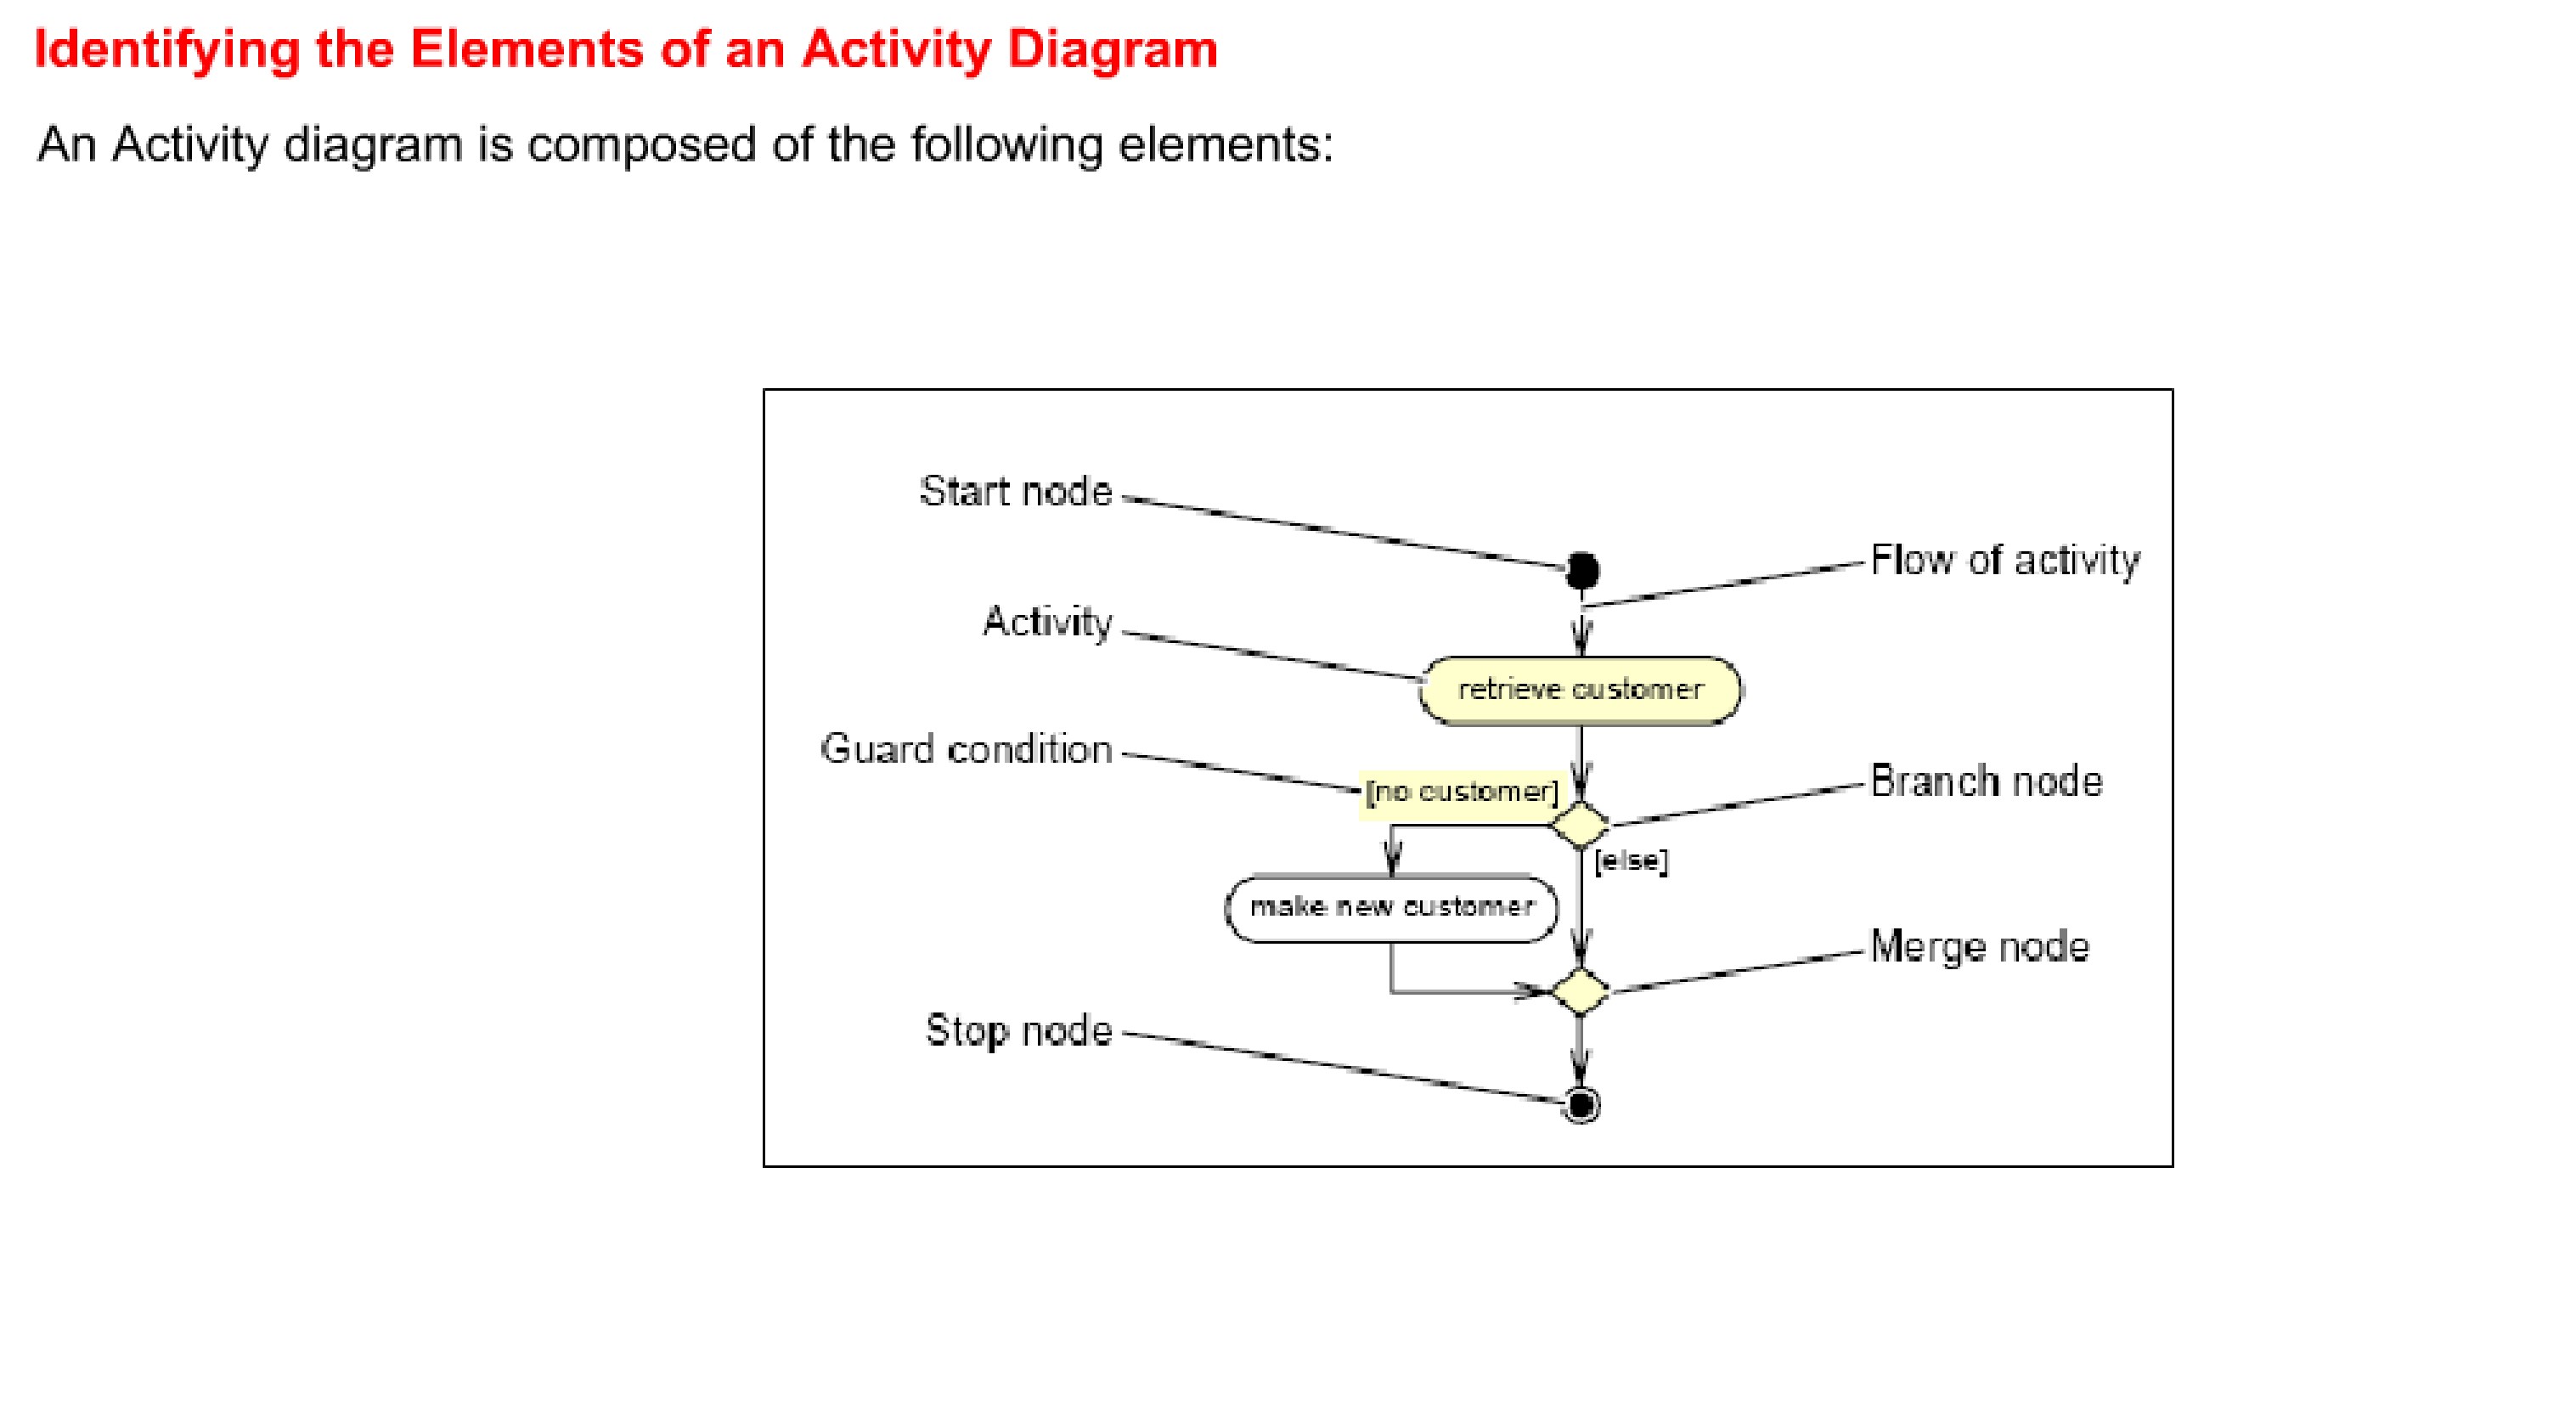 Identifying the Elements of an Activity Diagram
An Activity diagram is composed of the following elements:
Start node
Flow of activity
Activity
retrieve customer
Guard condition
[no customer]
Branch node
[else]
make new customer
Merge node
Stop node